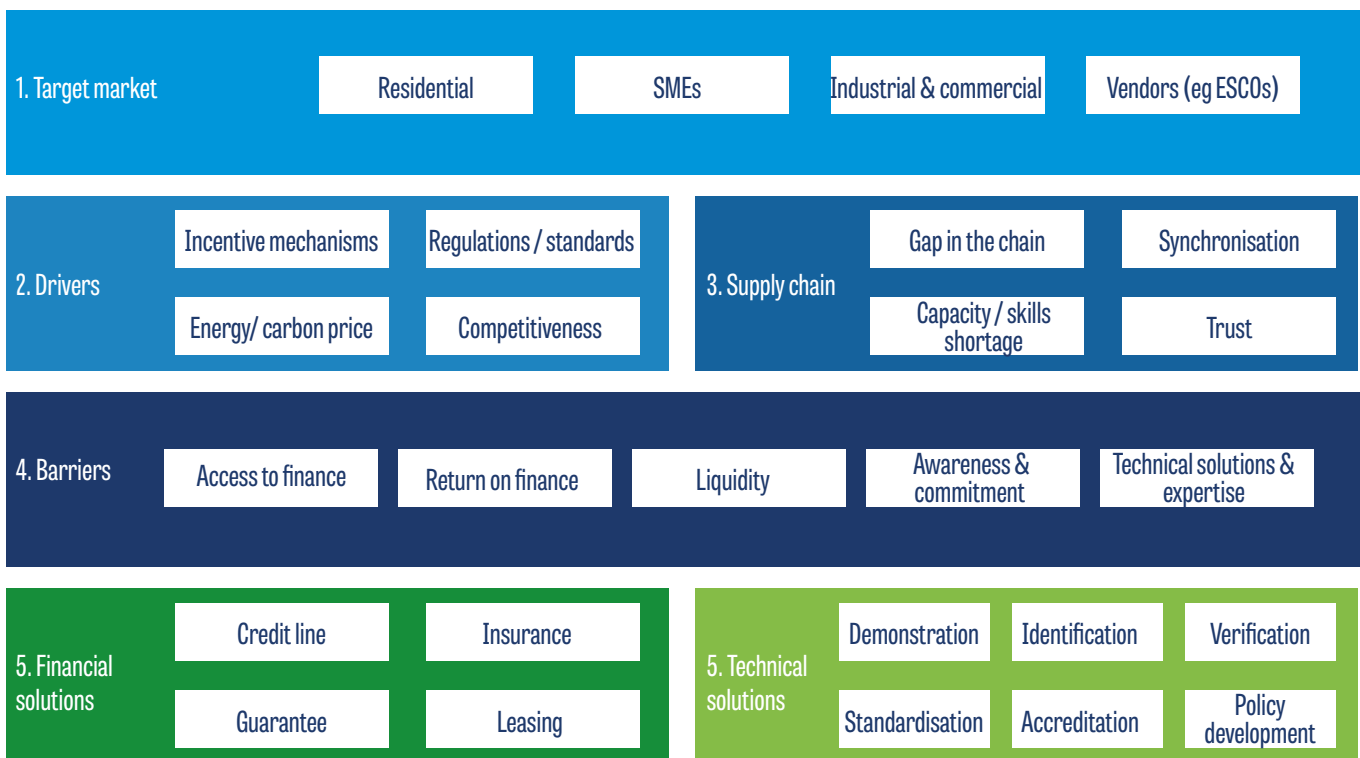 1. Target market
Residential
SMEs
Industrial & commercial
Vendors (eg ESCOs)
2. Drivers
Incentive mechanisms
Regulations / standards
Energy/ carbon price
Competitiveness
3. Supply chain
Gap in the chain
Synchronisation
Capacity / skills
shortage
Trust
4. Barriers
Access to finance
Return on finance
Liquidity
Awareness &
commitment
Technical solutions &
expertise
5. Financial
solutions
Credit line
Insurance
Guarantee
Leasing
5. Technical
solutions
Demonstration
Identification
Verification
Standardisation
Accreditation
Policy
development